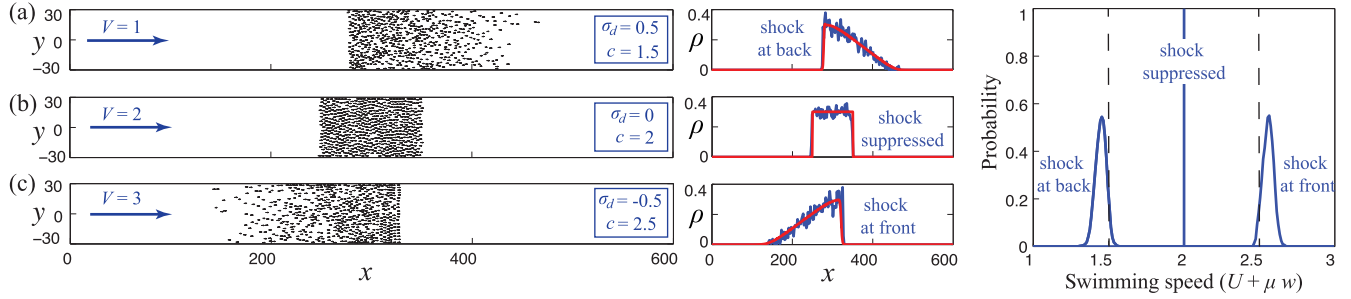 (a)
30
y 0
−30
V = 1
σd = 0.5
c = 1.5
0.4
ρ
0
shock
at back
(b)
30
y 0
−30
V = 2
σd = 0
c = 2
0.4
ρ
0
shock
suppressed
(c)
30
y 0
−30
V = 3
σd = -0.5
c = 2.5
0.4
ρ
0
shock
at front
0 200 400 600
x
0 200 400 600
x
1
0.8
0.6
0.4
0.2
0
Probability
shock
suppressed
shock
at back
shock
at front
1 1.5 2 2.5 3
Swimming speed (U + μ w)